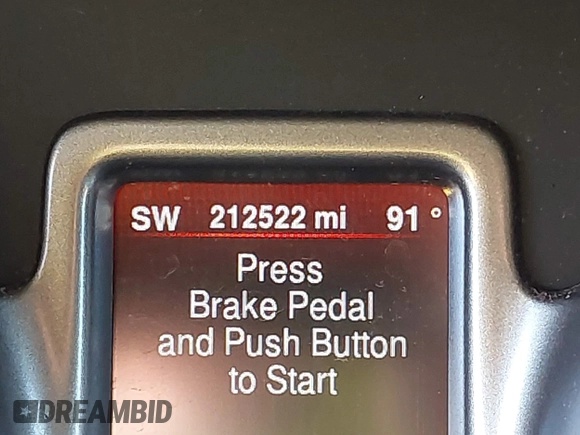 SW 212522 mi 91 °
Press
Brake Pedal
and Push Button
to Start
DREAMBID